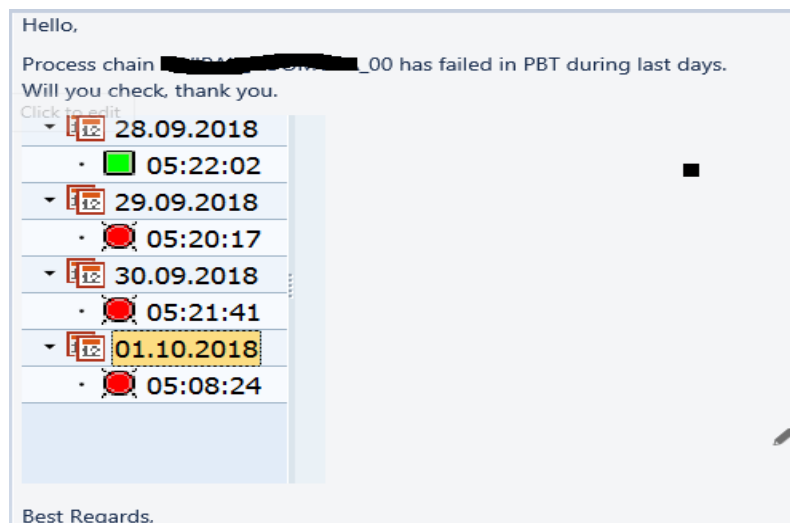 Hello,
Process chain _00 has failed in PBT during last days.
Will you check, thank you.
Click to edit
28.09.2018
05:22:02
29.09.2018
05:20:17
30.09.2018
05:21:41
01.10.2018
05:08:24
Best Regards,